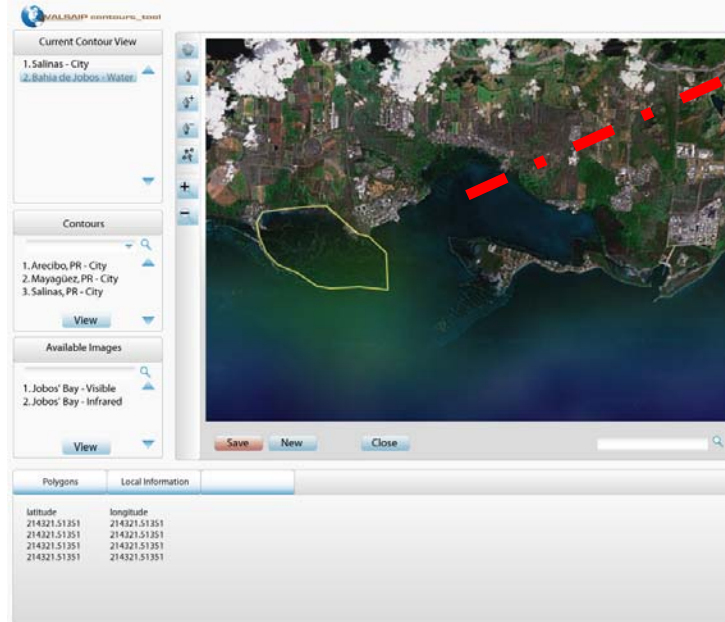 VALSAIP contours_tool
Current Contour View
1. Salinas - City
2. Bahia de Jobos - Water
Contours
1. Arecibo, PR - City
2. Mayagüez, PR - City
3. Salinas, PR - City
View
Available Images
1. Jobos' Bay - Visible
2. Jobos' Bay - Infrared
View
Save New Close
Polygons Local Information
latitude longitude
214321.51351 214321.51351
214321.51351 214321.51351
214321.51351 214321.51351
214321.51351 214321.51351